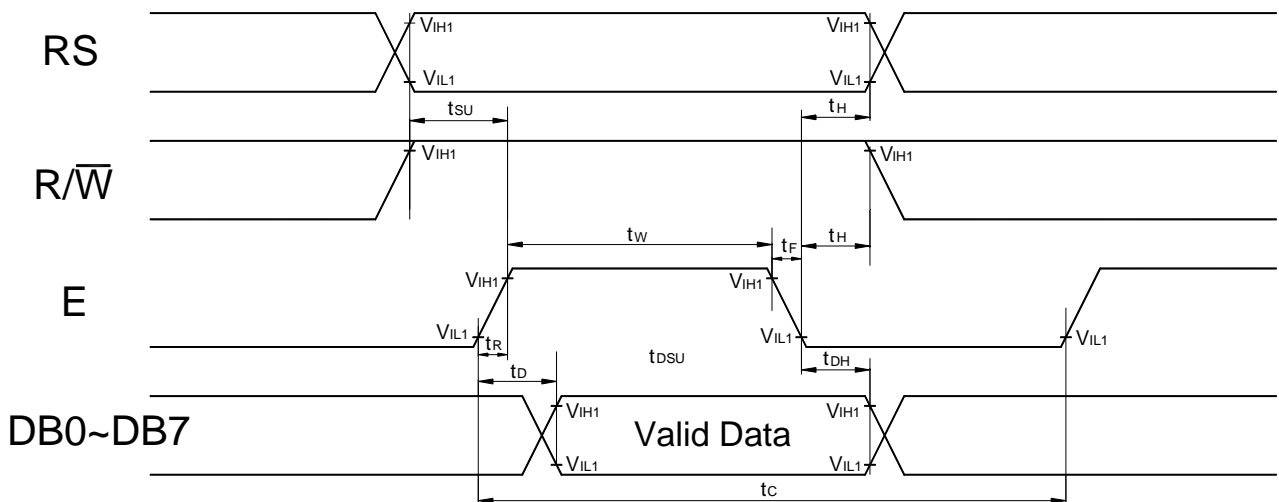 RS
VIH1
VIH1
VIL1
VIL1
tSU
tH
R/W̅
VIH1
VIH1
tW
tF
tH
E
VIH1
VIH1
VIL1
VIL1
VIL1
tR
tDSU
tD
tDH
DB0~DB7
VIH1
VIH1
Valid Data
VIL1
VIL1
tC